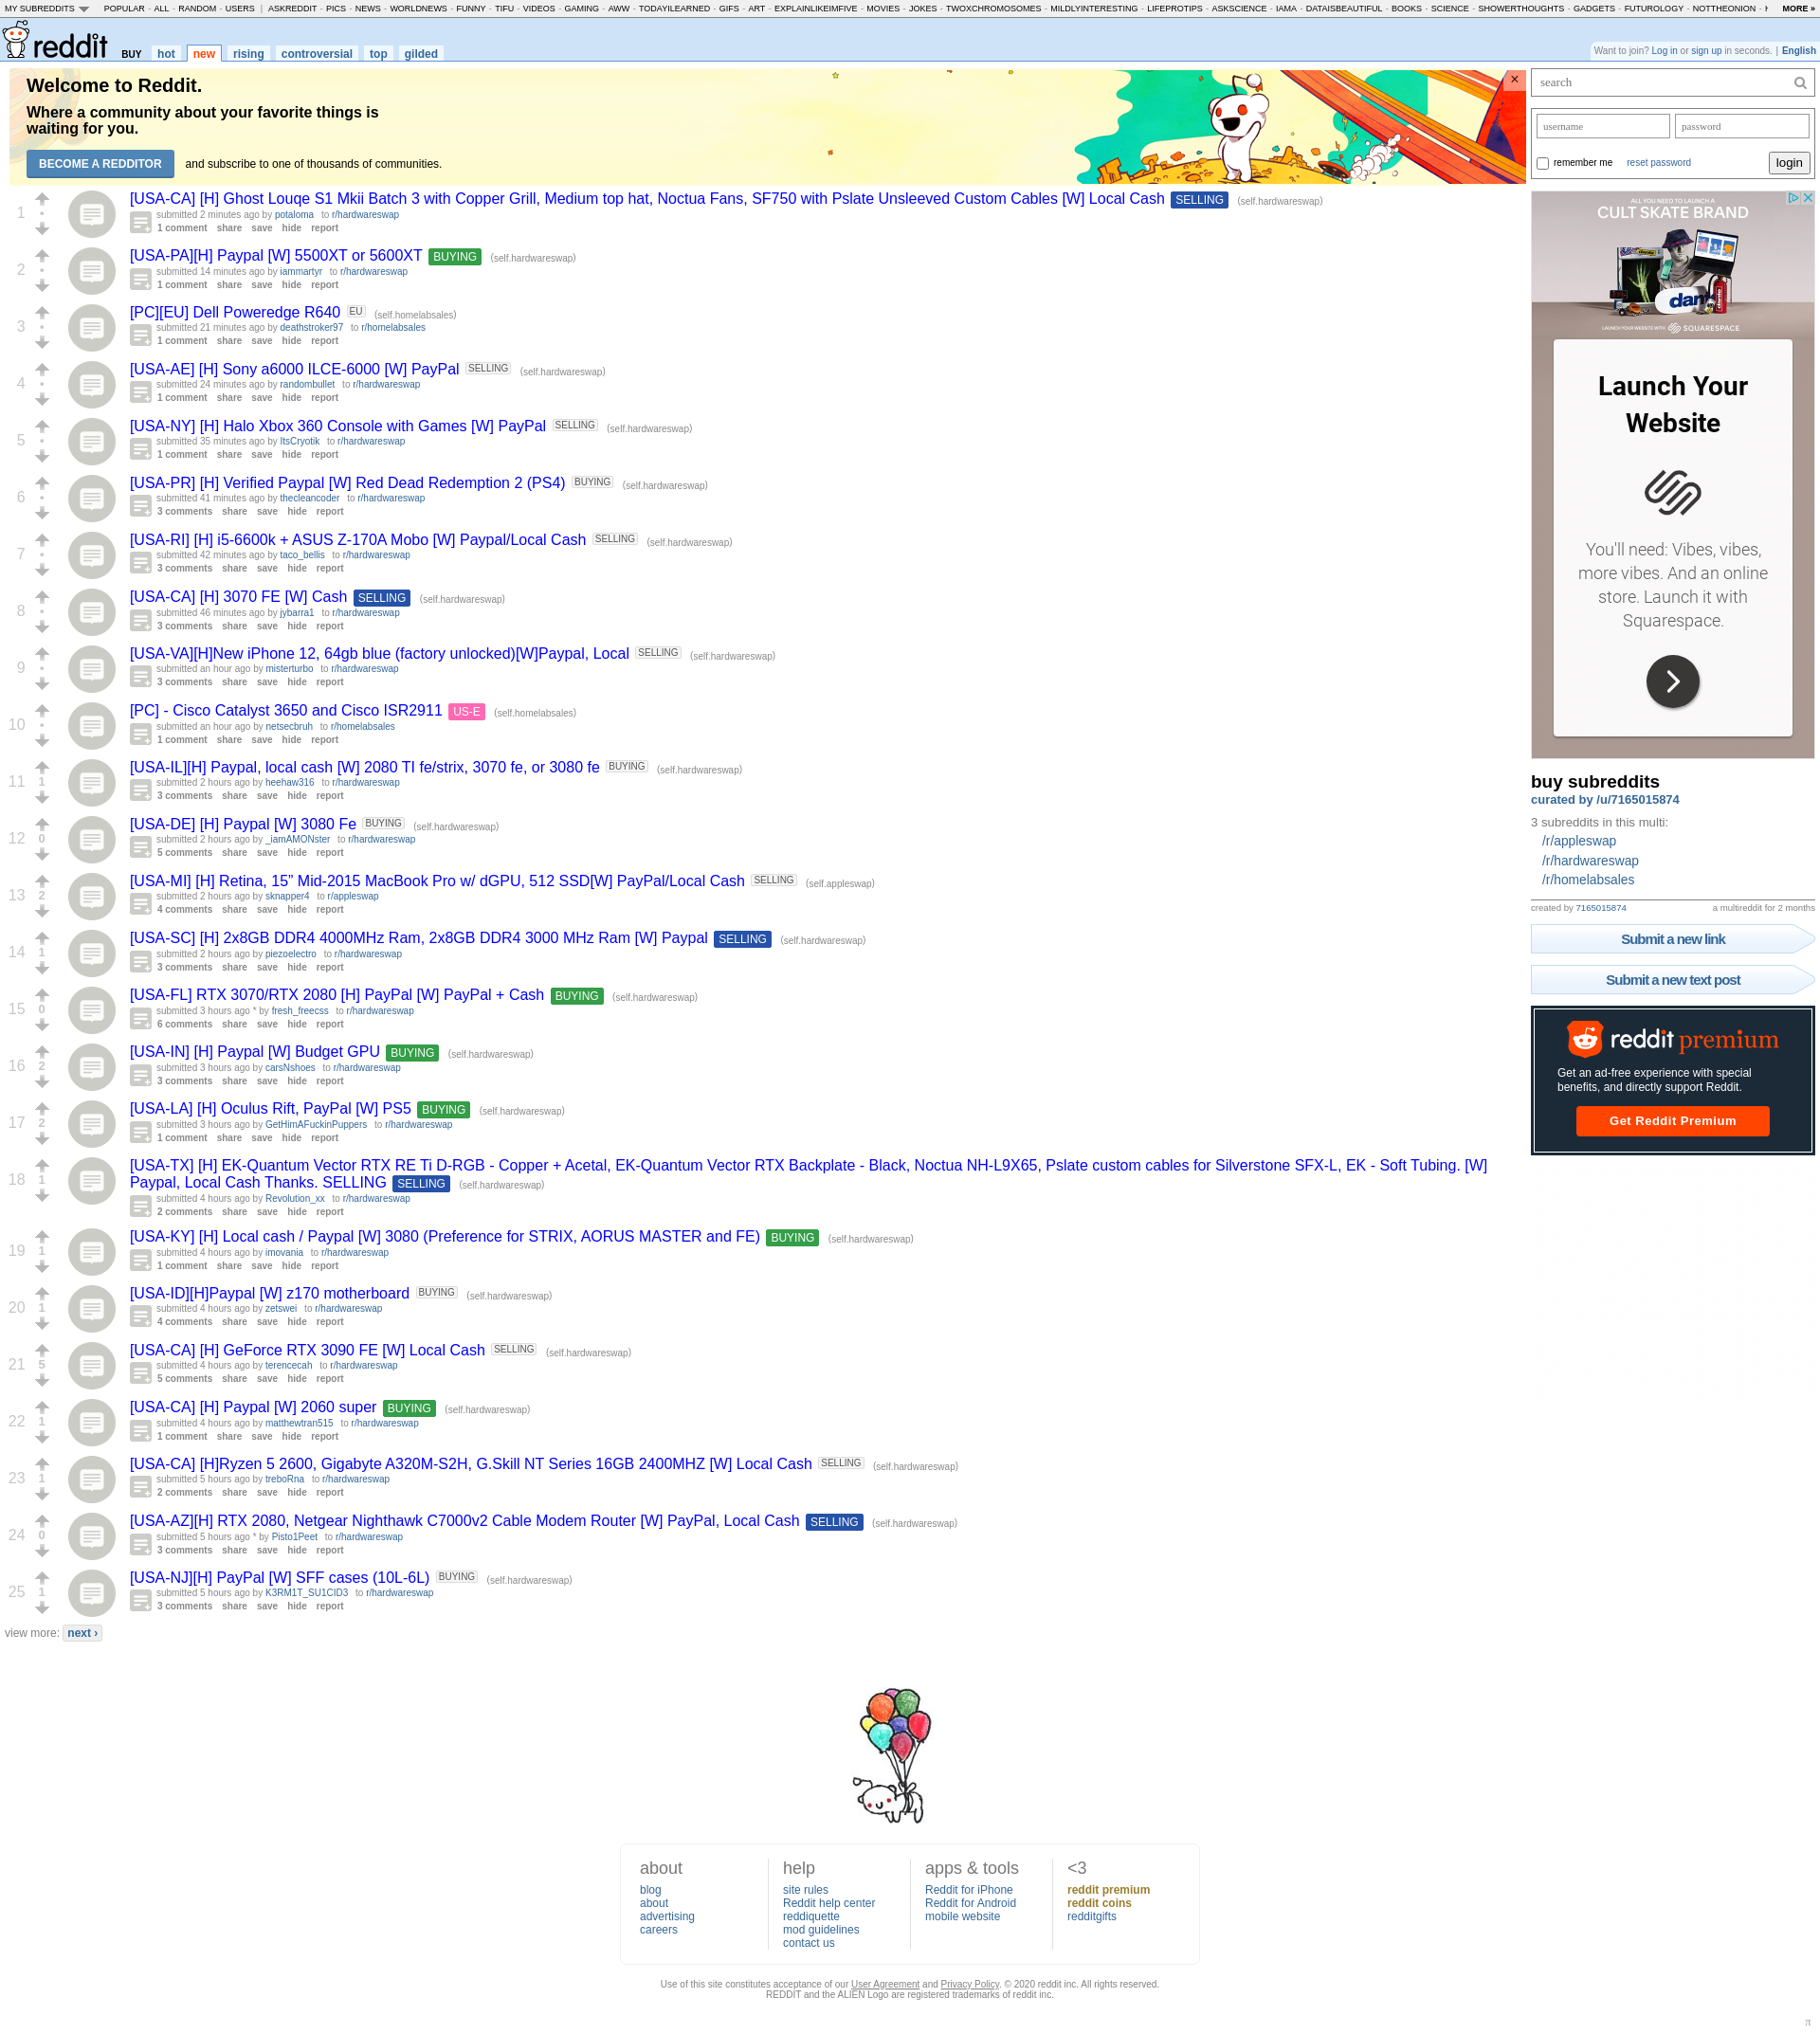 MY SUBREDDITS POPULAR - ALL - RANDOM - USERS | ASKREDDIT - PICS - NEWS - WORLDNEWS - FUNNY - TIFU - VIDEOS - GAMING - AWW - TODAYILEARNED - GIFS - ART - EXPLAINLIKEIMFIVE - MOVIES - JOKES - TWOXCHROMOSOMES - MILDLYINTERESTING - LIFEPROTIPS - ASKSCIENCE - IAMA - DATAISBEAUTIFUL - BOOKS - SCIENCE - SHOWERTHOUGHTS - GADGETS - FUTUROLOGY - NOTTHEONION - MORE »
reddit BUY hot new rising controversial top gilded
Want to join? Log in or sign up in seconds. | English
Welcome to Reddit.
Where a community about your favorite things is
waiting for you.
BECOME A REDDITOR and subscribe to one of thousands of communities.
×
1
[USA-CA] [H] Ghost Louqe S1 Mkii Batch 3 with Copper Grill, Medium top hat, Noctua Fans, SF750 with Pslate Unsleeved Custom Cables [W] Local Cash SELLING (self.hardwareswap)
submitted 2 minutes ago by potaloma to r/hardwareswap
1 comment share save hide report
2
[USA-PA][H] Paypal [W] 5500XT or 5600XT BUYING (self.hardwareswap)
submitted 14 minutes ago by iammartyr to r/hardwareswap
1 comment share save hide report
3
[PC][EU] Dell Poweredge R640 EU (self.homelabsales)
submitted 21 minutes ago by deathstroker97 to r/homelabsales
1 comment share save hide report
4
[USA-AE] [H] Sony a6000 ILCE-6000 [W] PayPal SELLING (self.hardwareswap)
submitted 24 minutes ago by randombullet to r/hardwareswap
1 comment share save hide report
5
[USA-NY] [H] Halo Xbox 360 Console with Games [W] PayPal SELLING (self.hardwareswap)
submitted 35 minutes ago by ItsCryotik to r/hardwareswap
1 comment share save hide report
6
[USA-PR] [H] Verified Paypal [W] Red Dead Redemption 2 (PS4) BUYING (self.hardwareswap)
submitted 41 minutes ago by thecleancoder to r/hardwareswap
3 comments share save hide report
7
[USA-RI] [H] i5-6600k + ASUS Z-170A Mobo [W] Paypal/Local Cash SELLING (self.hardwareswap)
submitted 42 minutes ago by taco_bellis to r/hardwareswap
3 comments share save hide report
8
[USA-CA] [H] 3070 FE [W] Cash SELLING (self.hardwareswap)
submitted 46 minutes ago by jybarra1 to r/hardwareswap
3 comments share save hide report
9
[USA-VA][H]New iPhone 12, 64gb blue (factory unlocked)[W]Paypal, Local SELLING (self.hardwareswap)
submitted an hour ago by misterturbo to r/hardwareswap
3 comments share save hide report
10
[PC] - Cisco Catalyst 3650 and Cisco ISR2911 US-E (self.homelabsales)
submitted an hour ago by netsecbruh to r/homelabsales
1 comment share save hide report
11 1
[USA-IL][H] Paypal, local cash [W] 2080 TI fe/strix, 3070 fe, or 3080 fe BUYING (self.hardwareswap)
submitted 2 hours ago by heehaw316 to r/hardwareswap
3 comments share save hide report
12 0
[USA-DE] [H] Paypal [W] 3080 Fe BUYING (self.hardwareswap)
submitted 2 hours ago by _iamAMONster to r/hardwareswap
5 comments share save hide report
13 2
[USA-MI] [H] Retina, 15” Mid-2015 MacBook Pro w/ dGPU, 512 SSD[W] PayPal/Local Cash SELLING (self.appleswap)
submitted 2 hours ago by sknapper4 to r/appleswap
4 comments share save hide report
14 1
[USA-SC] [H] 2x8GB DDR4 4000MHz Ram, 2x8GB DDR4 3000 MHz Ram [W] Paypal SELLING (self.hardwareswap)
submitted 2 hours ago by piezoelectro to r/hardwareswap
3 comments share save hide report
15 0
[USA-FL] RTX 3070/RTX 2080 [H] PayPal [W] PayPal + Cash BUYING (self.hardwareswap)
submitted 3 hours ago * by fresh_freecss to r/hardwareswap
6 comments share save hide report
16 2
[USA-IN] [H] Paypal [W] Budget GPU BUYING (self.hardwareswap)
submitted 3 hours ago by carsNshoes to r/hardwareswap
3 comments share save hide report
17 2
[USA-LA] [H] Oculus Rift, PayPal [W] PS5 BUYING (self.hardwareswap)
submitted 3 hours ago by GetHimAFuckinPuppers to r/hardwareswap
1 comment share save hide report
18 1
[USA-TX] [H] EK-Quantum Vector RTX RE Ti D-RGB - Copper + Acetal, EK-Quantum Vector RTX Backplate - Black, Noctua NH-L9X65, Pslate custom cables for Silverstone SFX-L, EK - Soft Tubing. [W]
Paypal, Local Cash Thanks. SELLING SELLING (self.hardwareswap)
submitted 4 hours ago by Revolution_xx to r/hardwareswap
2 comments share save hide report
19 1
[USA-KY] [H] Local cash / Paypal [W] 3080 (Preference for STRIX, AORUS MASTER and FE) BUYING (self.hardwareswap)
submitted 4 hours ago by imovania to r/hardwareswap
1 comment share save hide report
20 1
[USA-ID][H]Paypal [W] z170 motherboard BUYING (self.hardwareswap)
submitted 4 hours ago by zetswei to r/hardwareswap
4 comments share save hide report
21 5
[USA-CA] [H] GeForce RTX 3090 FE [W] Local Cash SELLING (self.hardwareswap)
submitted 4 hours ago by terencecah to r/hardwareswap
5 comments share save hide report
22 1
[USA-CA] [H] Paypal [W] 2060 super BUYING (self.hardwareswap)
submitted 4 hours ago by matthewtran515 to r/hardwareswap
1 comment share save hide report
23 1
[USA-CA] [H]Ryzen 5 2600, Gigabyte A320M-S2H, G.Skill NT Series 16GB 2400MHZ [W] Local Cash SELLING (self.hardwareswap)
submitted 5 hours ago by treboRna to r/hardwareswap
2 comments share save hide report
24 0
[USA-AZ][H] RTX 2080, Netgear Nighthawk C7000v2 Cable Modem Router [W] PayPal, Local Cash SELLING (self.hardwareswap)
submitted 5 hours ago * by Pisto1Peet to r/hardwareswap
3 comments share save hide report
25 1
[USA-NJ][H] PayPal [W] SFF cases (10L-6L) BUYING (self.hardwareswap)
submitted 5 hours ago by K3RM1T_SU1CID3 to r/hardwareswap
3 comments share save hide report
view more: next ›
search
username password
remember me reset password login
ALL YOU NEED TO LAUNCH A
CULT SKATE BRAND
dam
LAUNCH YOUR WEBSITE WITH SQUARESPACE
Launch Your
Website
You'll need: Vibes, vibes,
more vibes. And an online
store. Launch it with
Squarespace.
buy subreddits
curated by /u/7165015874
3 subreddits in this multi:
/r/appleswap
/r/hardwareswap
/r/homelabsales
created by 7165015874 a multireddit for 2 months
Submit a new link
Submit a new text post
reddit premium
Get an ad-free experience with special
benefits, and directly support Reddit.
Get Reddit Premium
about
blog
about
advertising
careers
help
site rules
Reddit help center
reddiquette
mod guidelines
contact us
apps & tools
Reddit for iPhone
Reddit for Android
mobile website
<3
reddit premium
reddit coins
redditgifts
Use of this site constitutes acceptance of our User Agreement and Privacy Policy. © 2020 reddit inc. All rights reserved.
REDDIT and the ALIEN Logo are registered trademarks of reddit inc.
π